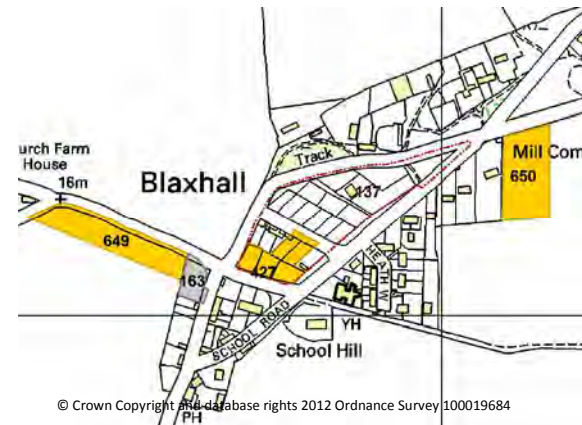 Track
urch Farm
House
16m
Mill Com
650
Blaxhall
137
649
163
427
HEATH W
SCHOOL ROAD
YH
School Hill
PH
© Crown Copyright and database rights 2012 Ordnance Survey 100019684